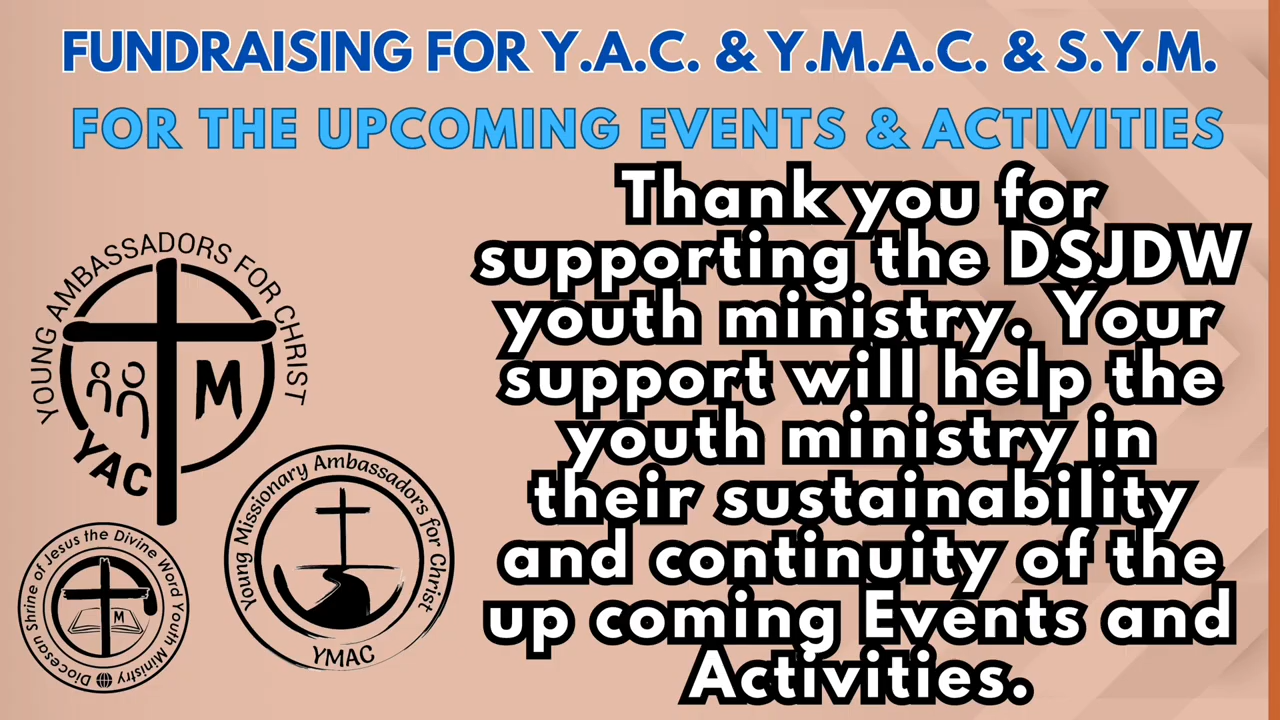 FUNDRAISING FOR Y.A.C. & Y.M.A.C. & S.Y.M.
FOR THE UPCOMING EVENTS & ACTIVITIES
Thank you for
supporting the DSJDW
youth ministry. Your
support will help the
youth ministry in
their sustainability
and continuity of the
up coming Events and
Activities.
YOUNG AMBASSADORS FOR CHRIST
M
YAC
Young Missionary Ambassadors for Christ
YMAC
Diocesan Shrine of Jesus the Divine Word Youth Ministry
M